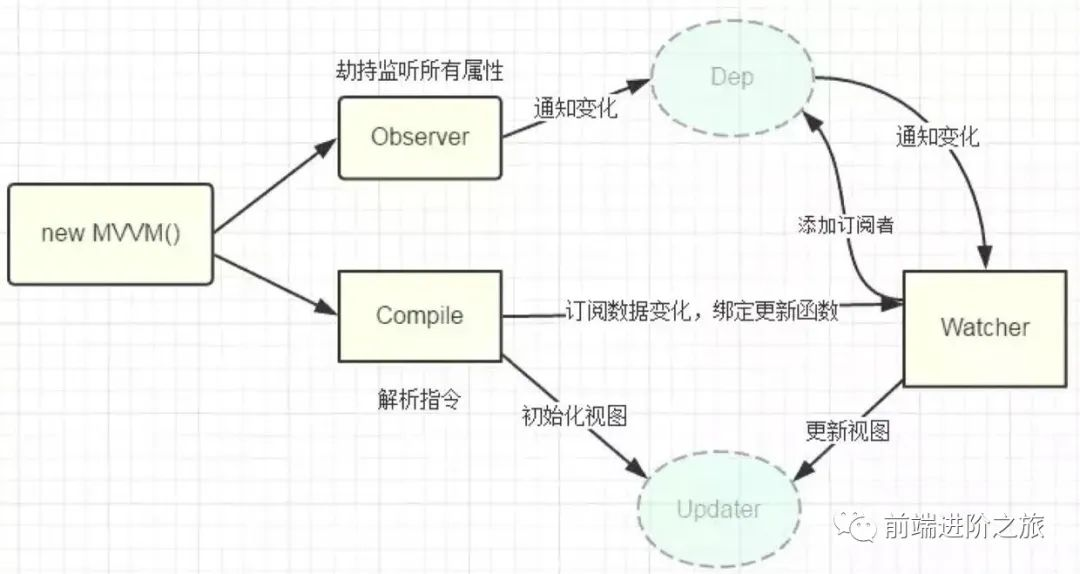 劫持监听所有属性
Observer
通知变化
Dep
通知变化
new MVVM()
添加订阅者
Compile
订阅数据变化，绑定更新函数
Watcher
解析指令
初始化视图
更新视图
Updater
前端进阶之旅